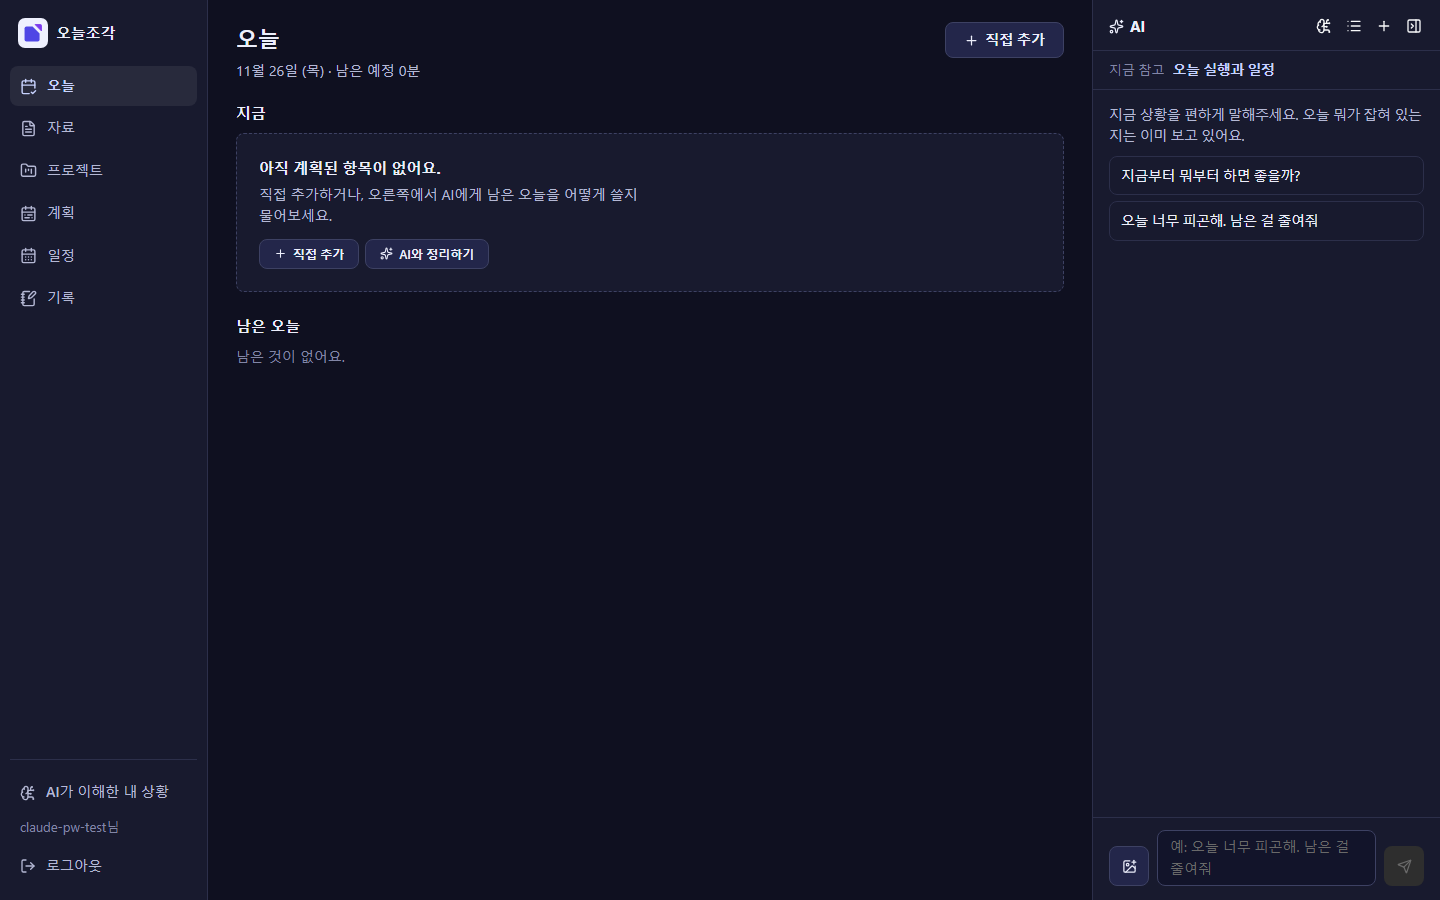 오늘조각
오늘
자료
프로젝트
계획
일정
기록
AI가 이해한 내 상황
claude-pw-test님
로그아웃
오늘
11월 26일 (목) · 남은 예정 0분
직접 추가
지금
아직 계획된 항목이 없어요.
직접 추가하거나, 오른쪽에서 AI에게 남은 오늘을 어떻게 쓸지
물어보세요.
직접 추가
AI와 정리하기
남은 오늘
남은 것이 없어요.
AI
지금 참고 오늘 실행과 일정
지금 상황을 편하게 말해주세요. 오늘 뭐가 잡혀 있는
지는 이미 보고 있어요.
지금부터 뭐부터 하면 좋을까?
오늘 너무 피곤해. 남은 걸 줄여줘
예: 오늘 너무 피곤해. 남은 걸
줄여줘